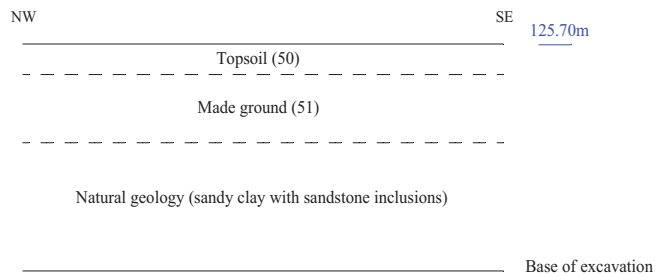 NW
SE
125.70m
Topsoil (50)
Made ground (51)
Natural geology (sandy clay with sandstone inclusions)
Base of excavation